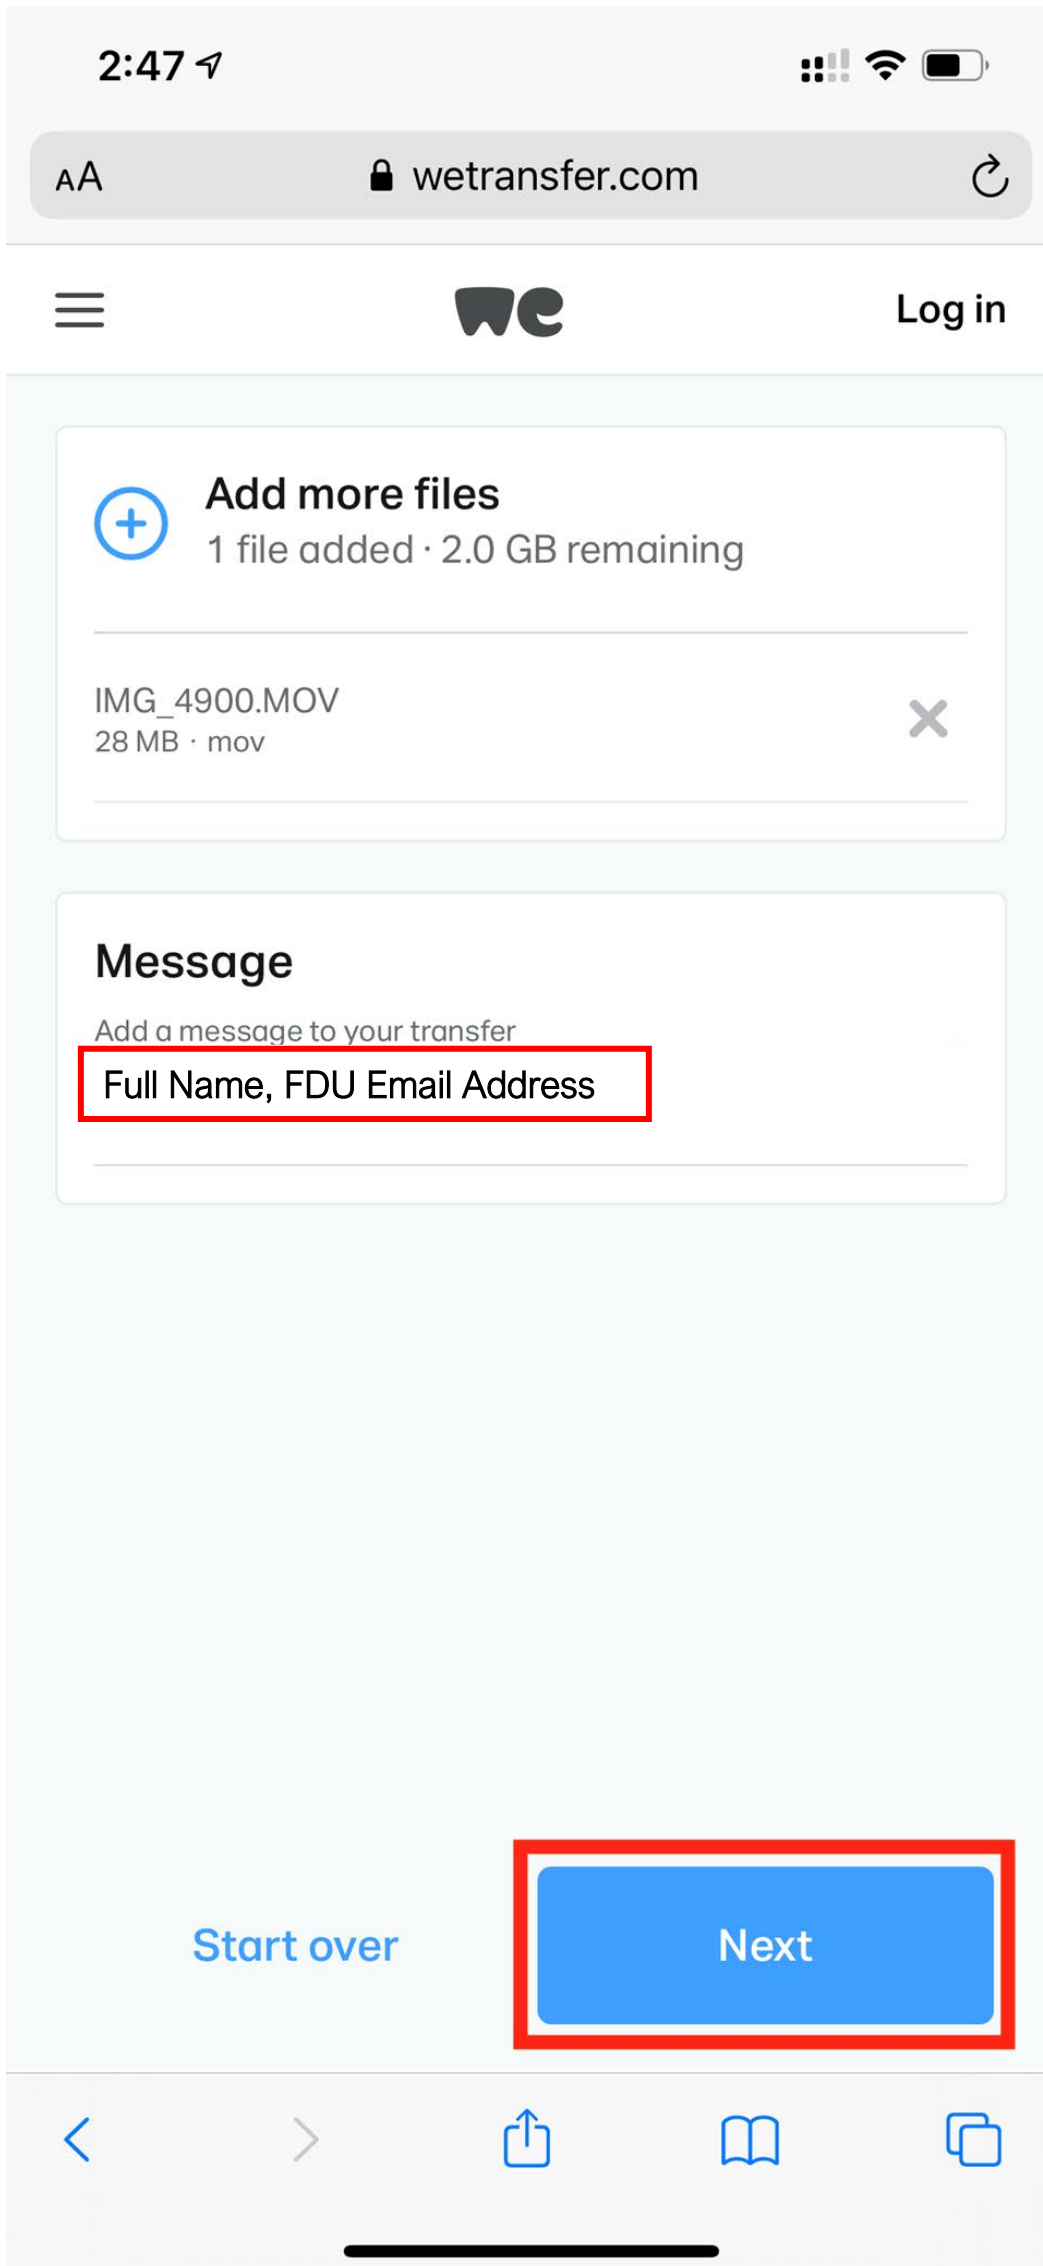 2:47
AA wetransfer.com
we Log in
Add more files
1 file added · 2.0 GB remaining
IMG_4900.MOV
28 MB · mov
Message
Add a message to your transfer
Full Name, FDU Email Address
Start over Next